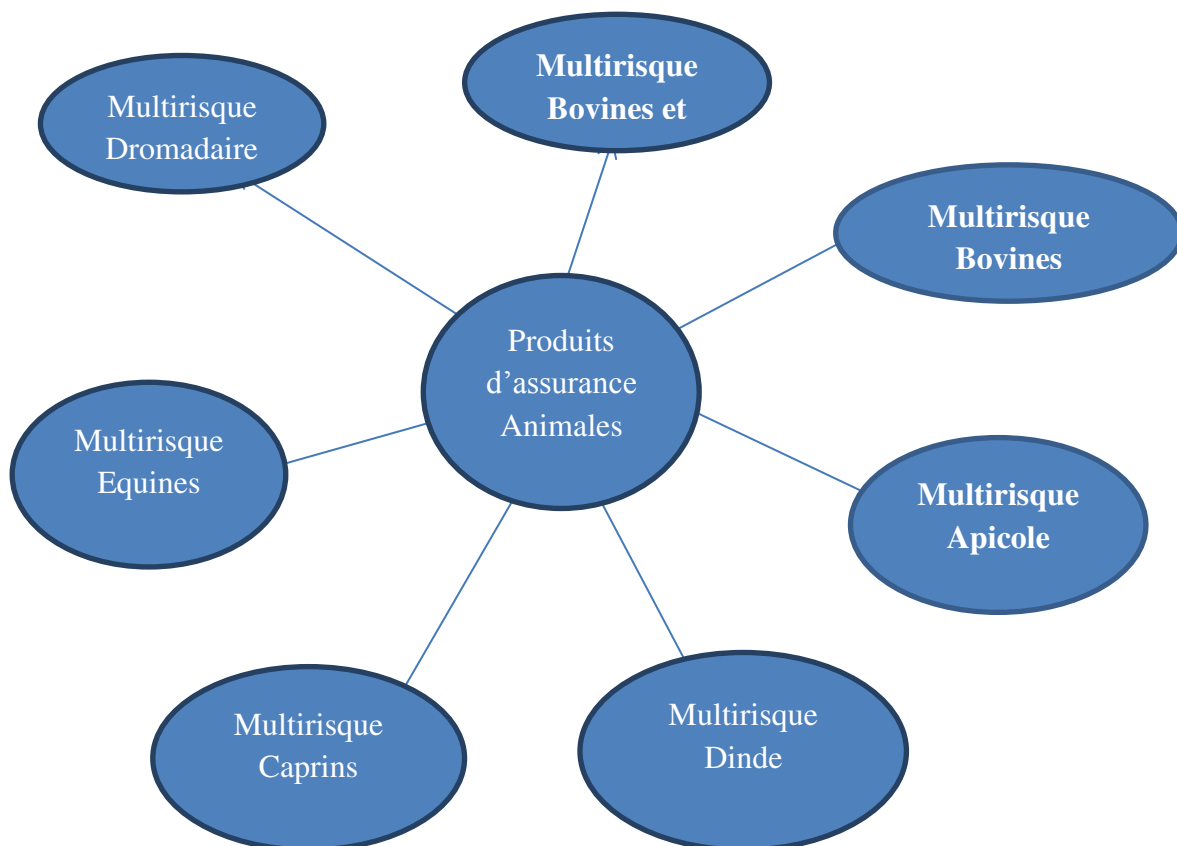 Multirisque
Bovines et
Multirisque
Dromadaire
Multirisque
Bovines
Produits
d’assurance
Animales
Multirisque
Equines
Multirisque
Apicole
Multirisque
Caprins
Multirisque
Dinde